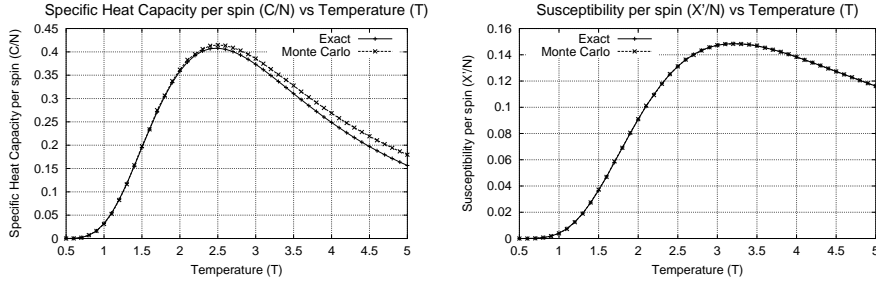 Specific Heat Capacity per spin (C/N) vs Temperature (T)
Specific Heat Capacity per spin (C/N)
0.45
0.4
0.35
0.3
0.25
0.2
0.15
0.1
0.05
0
Exact
Monte Carlo
0.5 1 1.5 2 2.5 3 3.5 4 4.5 5
Temperature (T)
Susceptibility per spin (X'/N) vs Temperature (T)
Susceptibility per spin (X'/N)
0.16
0.14
0.12
0.1
0.08
0.06
0.04
0.02
0
Exact
Monte Carlo
0.5 1 1.5 2 2.5 3 3.5 4 4.5 5
Temperature (T)